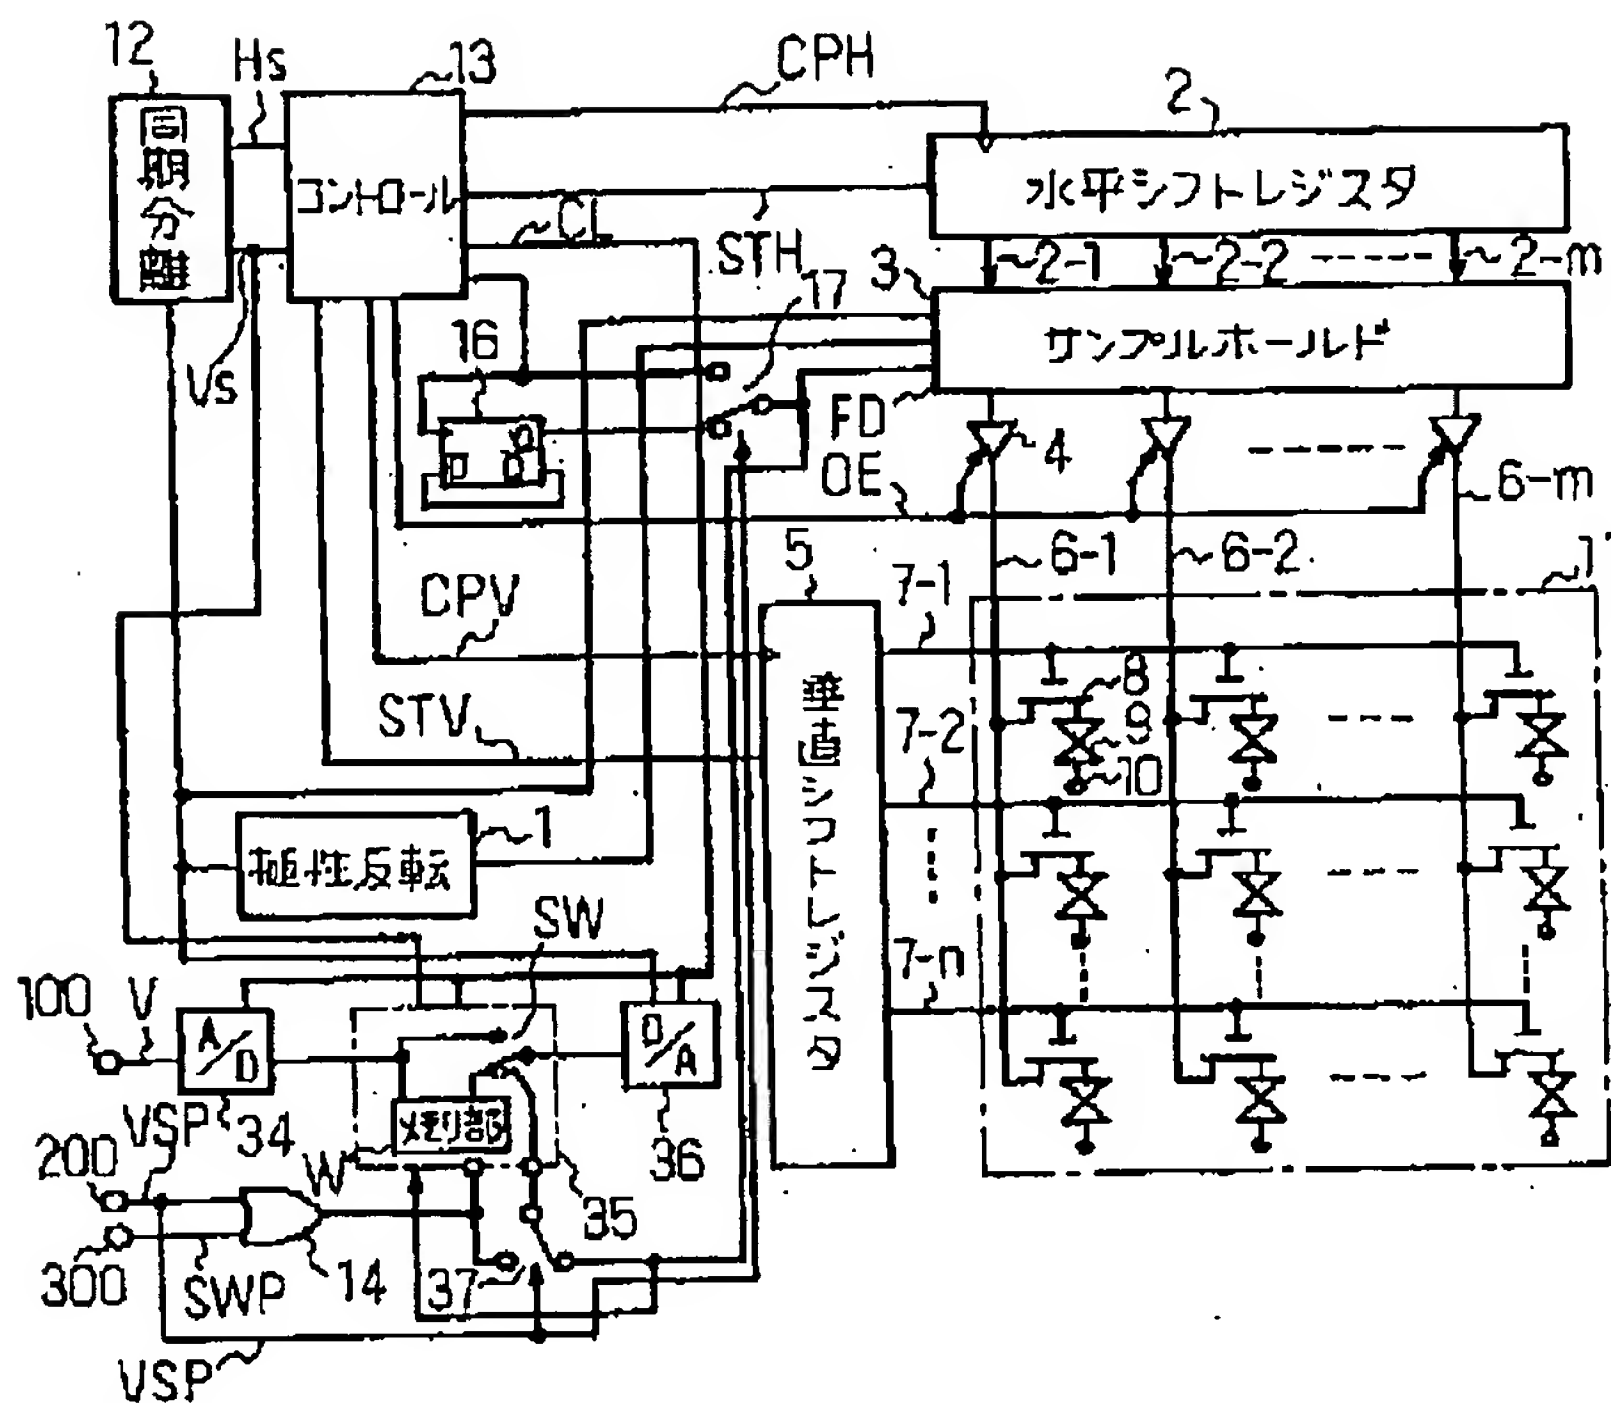 12
Hs
13
CPH
2
同期分離
コントロール
水平シフトレジスタ
CL
STH
2-1
2-2
2-m
3
17
Vs
16
サンプルホールド
FD
OE
4
6-m
D
Q
5
6-1
6-2
CPV
7-1
8
9
10
STV
7-2
垂直シフトレジスタ
1
極性反転
SW
7-n
100
V
A/D
D/A
メモリ部
VSP
34
W
36
200
35
300
SWP
14
37
VSP